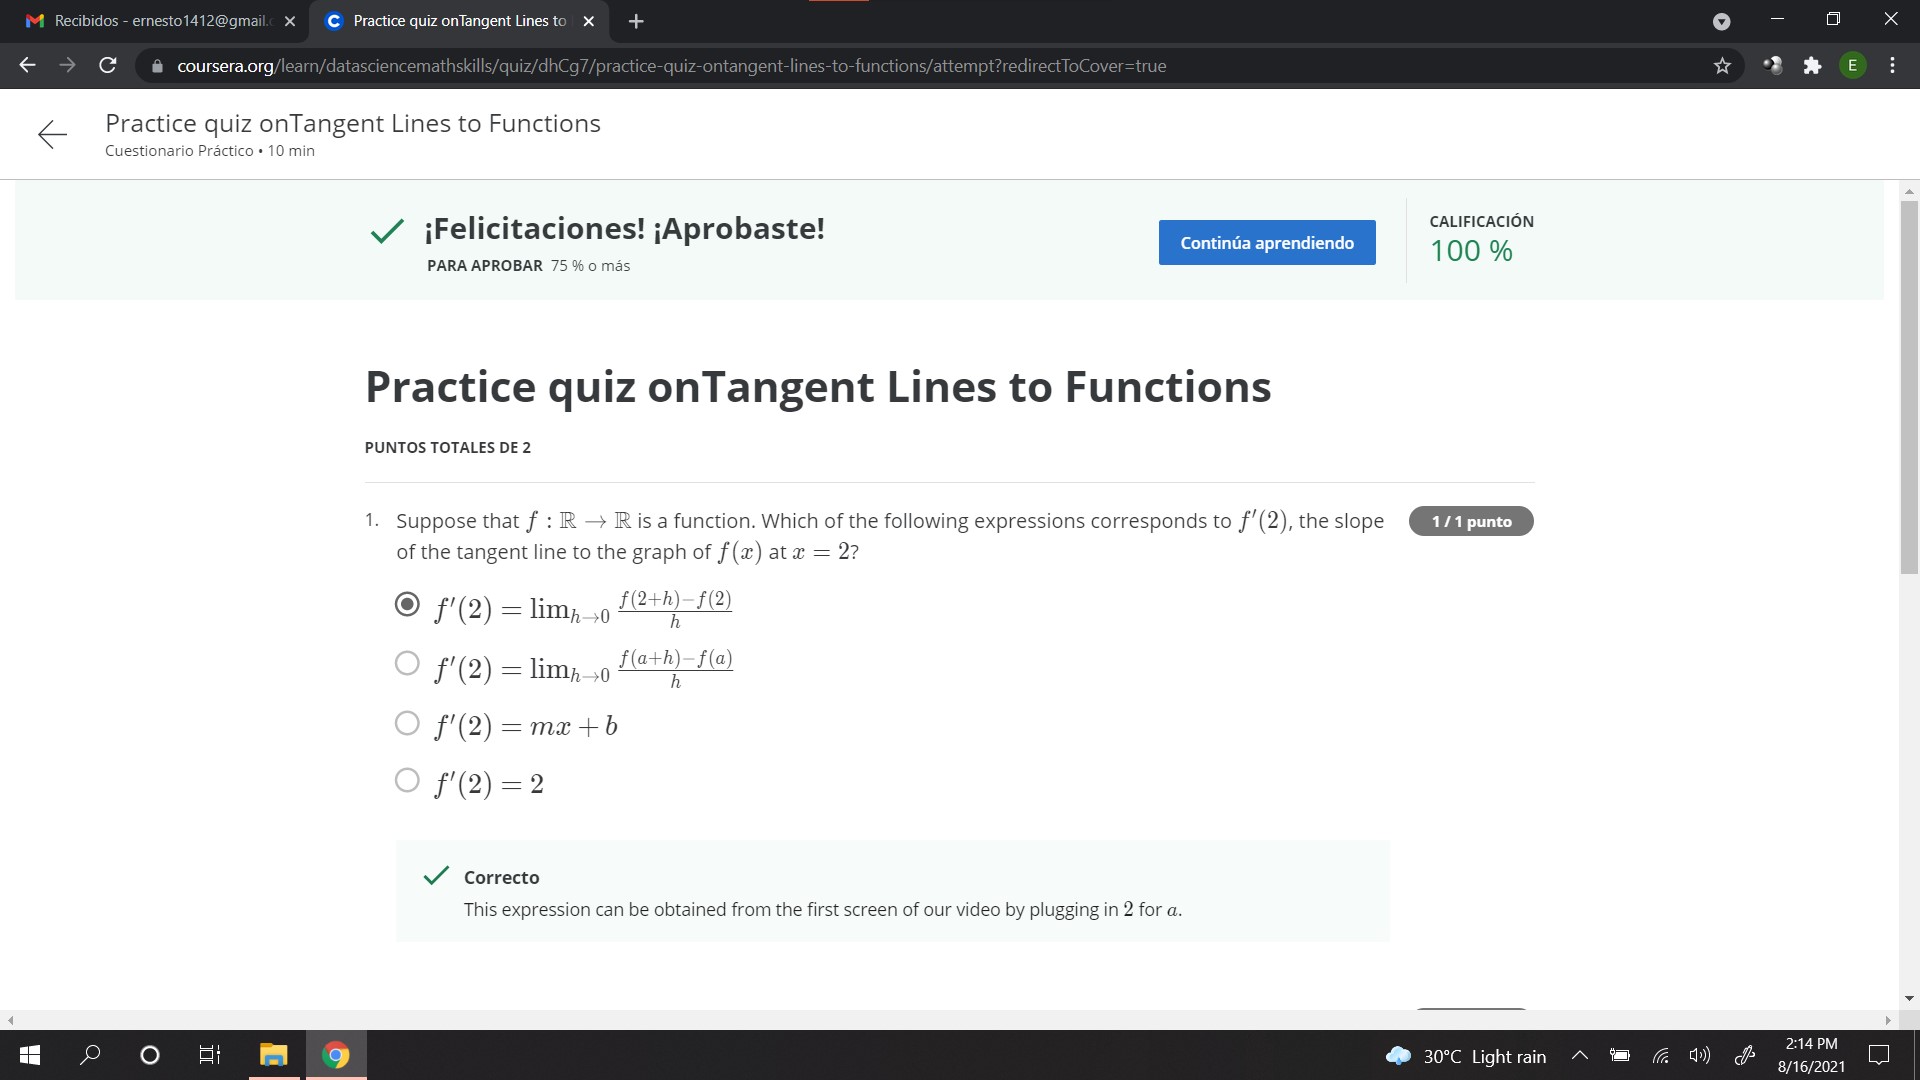 Recibidos - ernesto1412@gmail.c
Practice quiz onTangent Lines to
coursera.org/learn/datasciencemathskills/quiz/dhCg7/practice-quiz-ontangent-lines-to-functions/attempt?redirectToCover=true
E
Practice quiz onTangent Lines to Functions
Cuestionario Práctico • 10 min
¡Felicitaciones! ¡Aprobaste!
PARA APROBAR 75 % o más
Continúa aprendiendo
CALIFICACIÓN
100 %
Practice quiz onTangent Lines to Functions
PUNTOS TOTALES DE 2
1. Suppose that f : ℝ → ℝ is a function. Which of the following expressions corresponds to f′(2), the slope
of the tangent line to the graph of f(x) at x = 2?
1 / 1 punto
f′(2) = lim_{h→0} \frac{f(2+h)−f(2)}{h}
f′(2) = lim_{h→0} \frac{f(a+h)−f(a)}{h}
f′(2) = mx + b
f′(2) = 2
Correcto
This expression can be obtained from the first screen of our video by plugging in 2 for a.
30°C Light rain
2:14 PM
8/16/2021